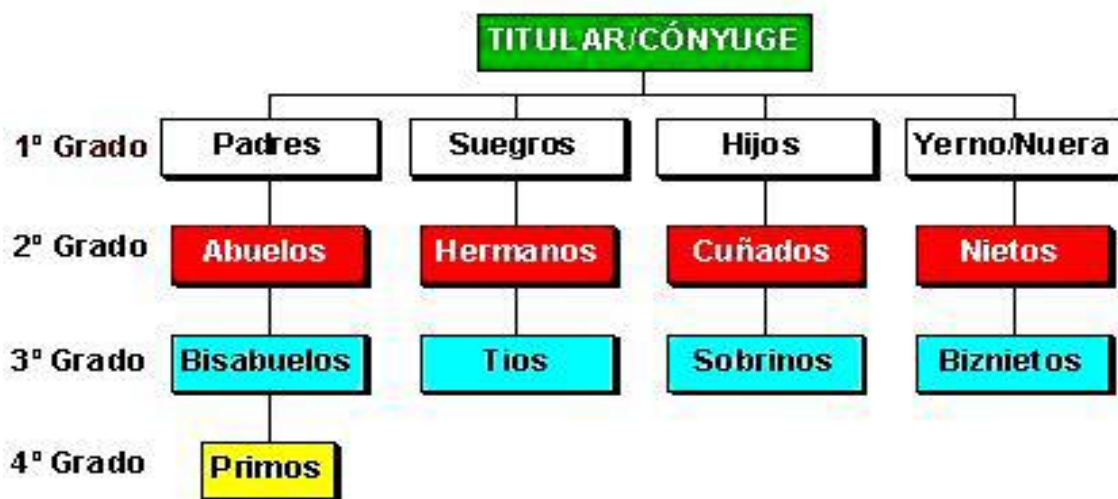 TITULAR/CÓNYUGE
1º Grado Padres Suegros Hijos Yerno/Nuera
2º Grado Abuelos Hermanos Cuñados Nietos
3º Grado Bisabuelos Tios Sobrinos Biznietos
4º Grado Primos